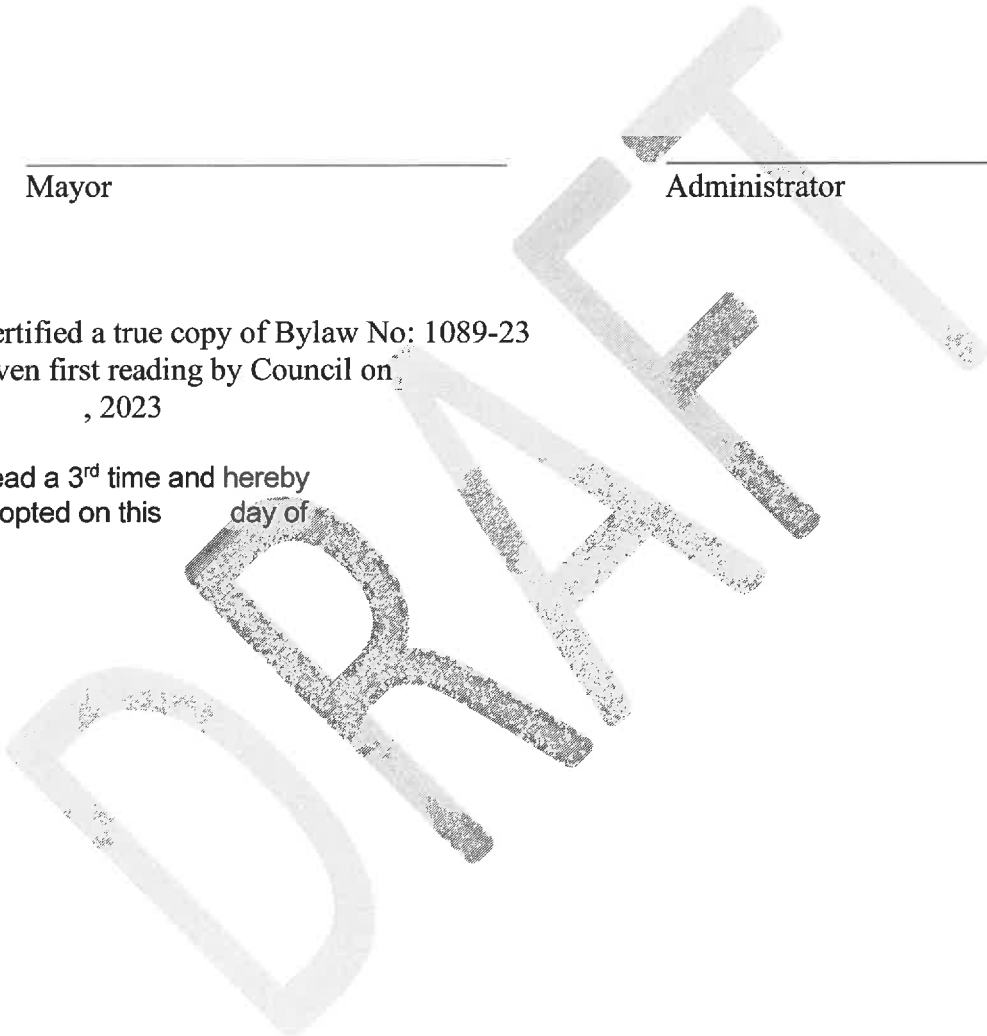 Mayor
Administrator
ertified a true copy of Bylaw No: 1089-23
ven first reading by Council on
, 2023
ead a 3rd time and hereby
opted on this day of
DRAFT